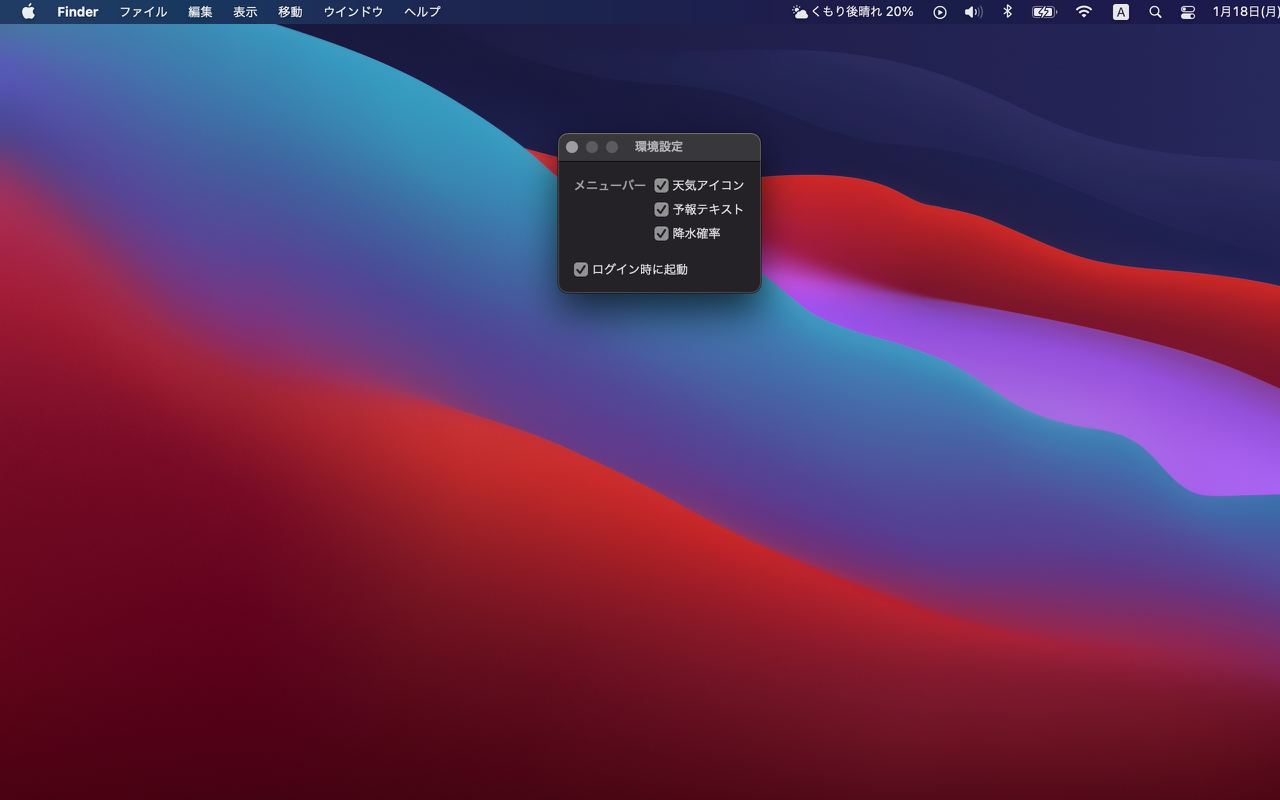 Finder ファイル 編集 表示 移動 ウインドウ ヘルプ くもり後晴れ 20% A 1月18日(月)
環境設定
メニューバー 天気アイコン
予報テキスト
降水確率
ログイン時に起動